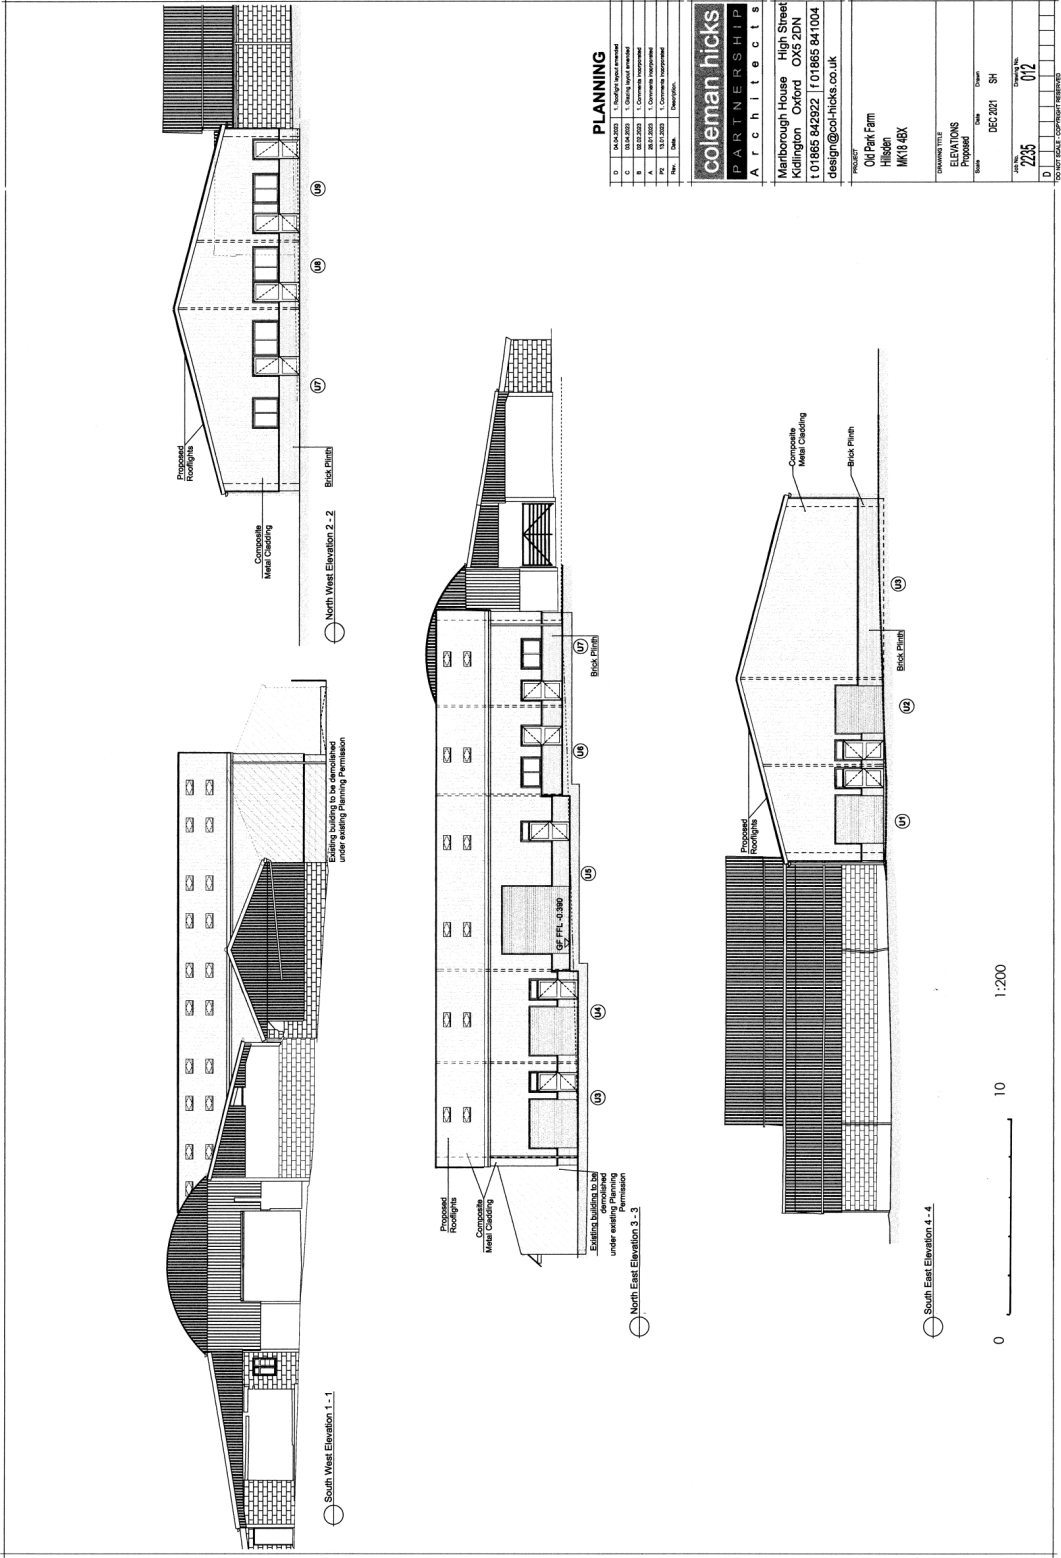 South West Elevation 1 - 1
Existing building to be demolished
under existing Planning Permission
North West Elevation 2 - 2
Composite
Metal Cladding
Proposed
Rooflights
Brick Plinth
U7
U8
U9
North East Elevation 3 - 3
Existing building to be
demolished
under existing Planning
Permission
Proposed
Rooflights
Composite
Metal Cladding
U3
U4
GF FFL -0.390
U5
U6
U7
Brick Plinth
South East Elevation 4 - 4
Proposed
Rooflights
U1
U2
U3
Brick Plinth
Composite
Metal Cladding
Brick Plinth
0
10
1:200
PLANNING
D 04.04.2023 1. Rooflight layout amended
C 03.04.2023 1. Glazing layout amended
B 02.02.2023 1. Comments incorporated
A 26.01.2023 1. Comments incorporated
P2 13.01.2023 1. Comments incorporated
Rev. Date. Description.
coleman hicks
PARTNERSHIP
Architects
Marlborough House High Street
Kidlington Oxford OX5 2DN
t 01865 842922 f 01865 841004
design@col-hicks.co.uk
PROJECT
Old Park Farm
Hillsden
MK18 4BX
DRAWING TITLE
ELEVATIONS
Proposed
Scale Date Drawn
DEC 2021 SH
Job No. Drawing No.
2235 012
D
DO NOT SCALE - COPYRIGHT RESERVED